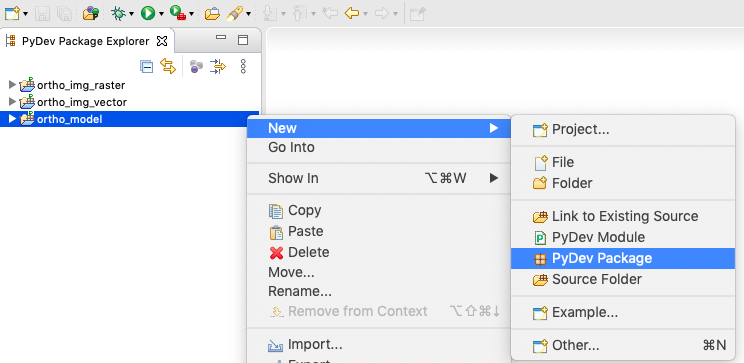 PyDev Package Explorer
ortho_img_raster
ortho_img_vector
ortho_model
New
Go Into
Show In ⌥⌘W
Copy
Paste
Delete
Move...
Rename...
Remove from Context ⌥⇧⌘↓
Import...
Export
Project...
File
Folder
Link to Existing Source
PyDev Module
PyDev Package
Source Folder
Example...
Other... ⌘N